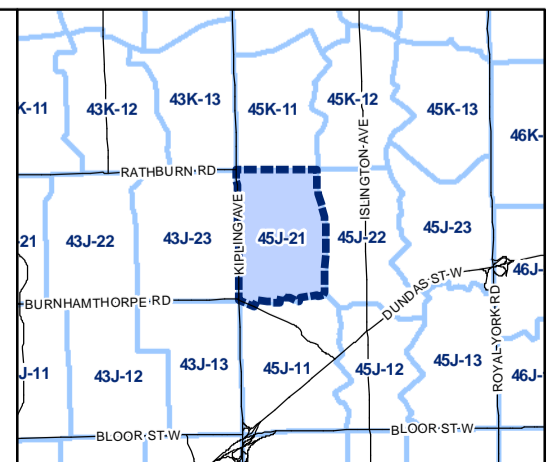 K-11
43K-12
43K-13
45K-11
45K-12
45K-13
46K-
RATHBURN RD
KIPLING AVE
ISLINGTON AVE
-21
43J-22
43J-23
45J-21
45J-22
45J-23
46J-
DUNDAS ST W
BURNHAMTHORPE RD
ROYAL YORK RD
J-11
43J-12
43J-13
45J-11
45J-12
45J-13
46J-
BLOOR ST W
BLOOR ST W